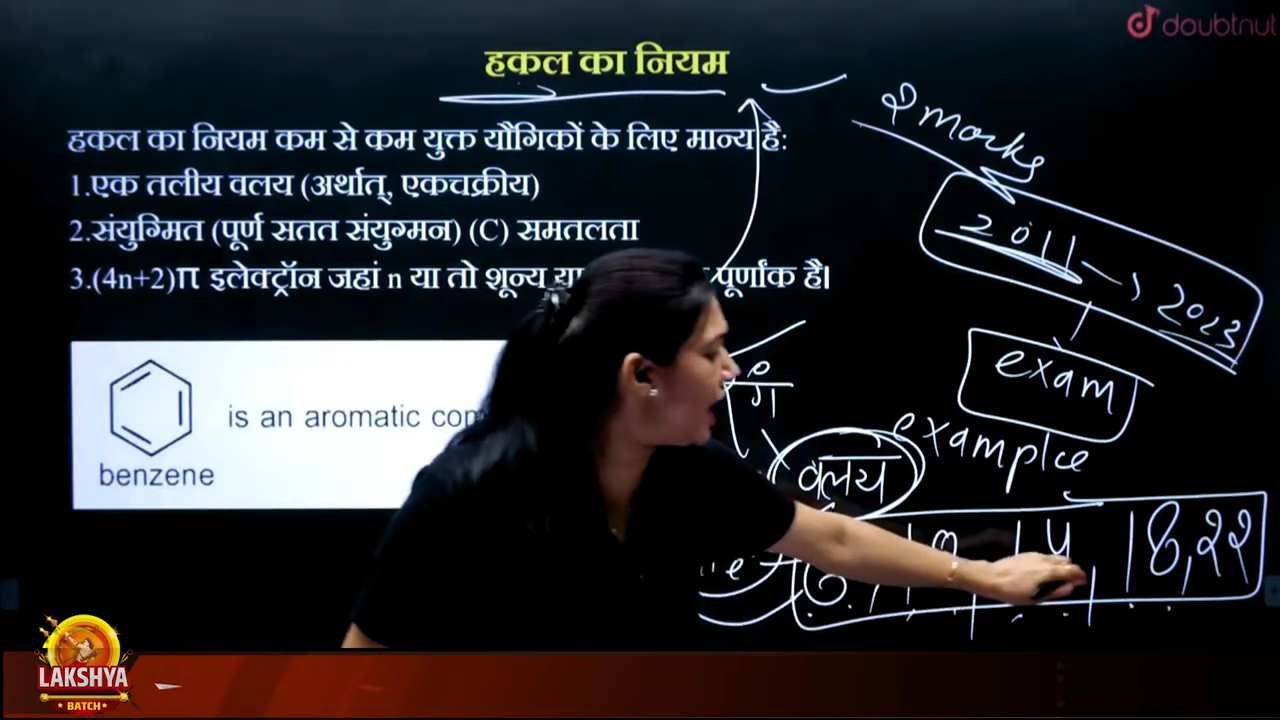 doubtnut
हकल का नियम
हकल का नियम कम से कम युक्त यौगिकों के लिए मान्य है:
1.एक तलीय वलय (अर्थात्, एकचक्रीय)
2.संयुग्मित (पूर्ण सतत संयुग्मन) (C) समतलता
3.(4n+2)π इलेक्ट्रॉन जहां n या तो शून्य या पूर्णांक है।
2 marks
2011 → 2023
exam
example
वलय
is an aromatic
benzene
18,22
LAKSHYA
BATCH